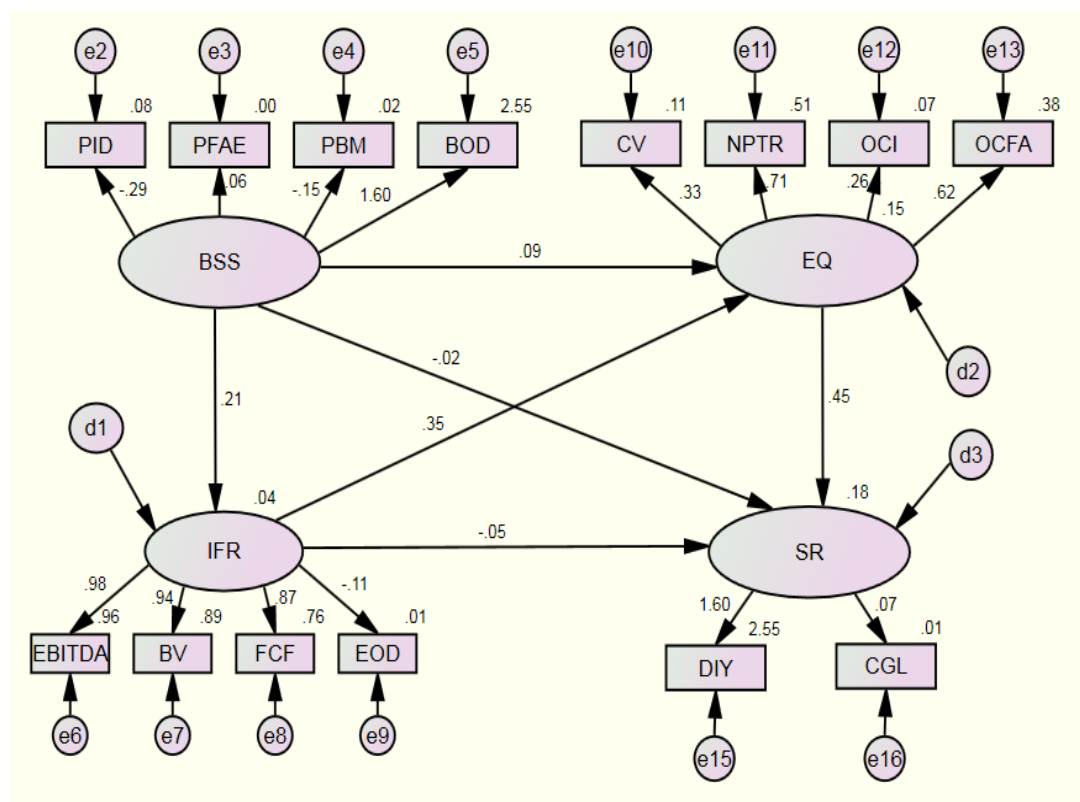 e2 e3 e4 e5 e10 e11 e12 e13
.08 .00 .02 2.55 .11 .51 .07 .38
PID PFAE PBM BOD CV NPTR OCI OCFA
-.29 .06 -.15 1.60 .33 .71 .26 .15 .62
BSS .09 EQ
-.02 d2
.21 .35 .45
d1 d3
.04 .18
IFR -.05 SR
.98 .94 .87 -.11 1.60 .07
.96 .89 .76 .01 2.55 .01
EBITDA BV FCF EOD DIY CGL
e6 e7 e8 e9 e15 e16